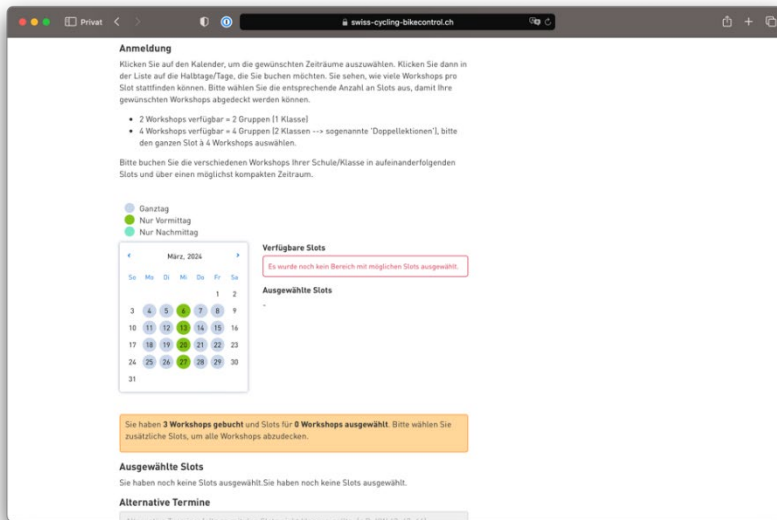 Privat
swiss-cycling-bikecontrol.ch
Anmeldung
Klicken Sie auf den Kalender, um die gewünschten Zeiträume auszuwählen. Klicken Sie dann in
der Liste auf die Halbtage/Tage, die Sie buchen möchten. Sie sehen, wie viele Workshops pro
Slot stattfinden können. Bitte wählen Sie die entsprechende Anzahl an Slots aus, damit Ihre
gewünschten Workshops abgedeckt werden können.
• 2 Workshops verfügbar = 2 Gruppen (1 Klasse)
• 4 Workshops verfügbar = 4 Gruppen (2 Klassen --> sogenannte 'Doppellektionen'), bitte
den ganzen Slot à 4 Workshops auswählen.
Bitte buchen Sie die verschiedenen Workshops Ihrer Schule/Klasse in aufeinanderfolgenden
Slots und über einen möglichst kompakten Zeitraum.
Ganztag
Nur Vormittag
Nur Nachmittag
März, 2024
So Mo Di Mi Do Fr Sa
1 2
3 4 5 6 7 8 9
10 11 12 13 14 15 16
17 18 19 20 21 22 23
24 25 26 27 28 29 30
31
Verfügbare Slots
Es wurde noch kein Bereich mit möglichen Slots ausgewählt.
Ausgewählte Slots
-
Sie haben 3 Workshops gebucht und Slots für 0 Workshops ausgewählt. Bitte wählen Sie
zusätzliche Slots, um alle Workshops abzudecken.
Ausgewählte Slots
Sie haben noch keine Slots ausgewählt.Sie haben noch keine Slots ausgewählt.
Alternative Termine